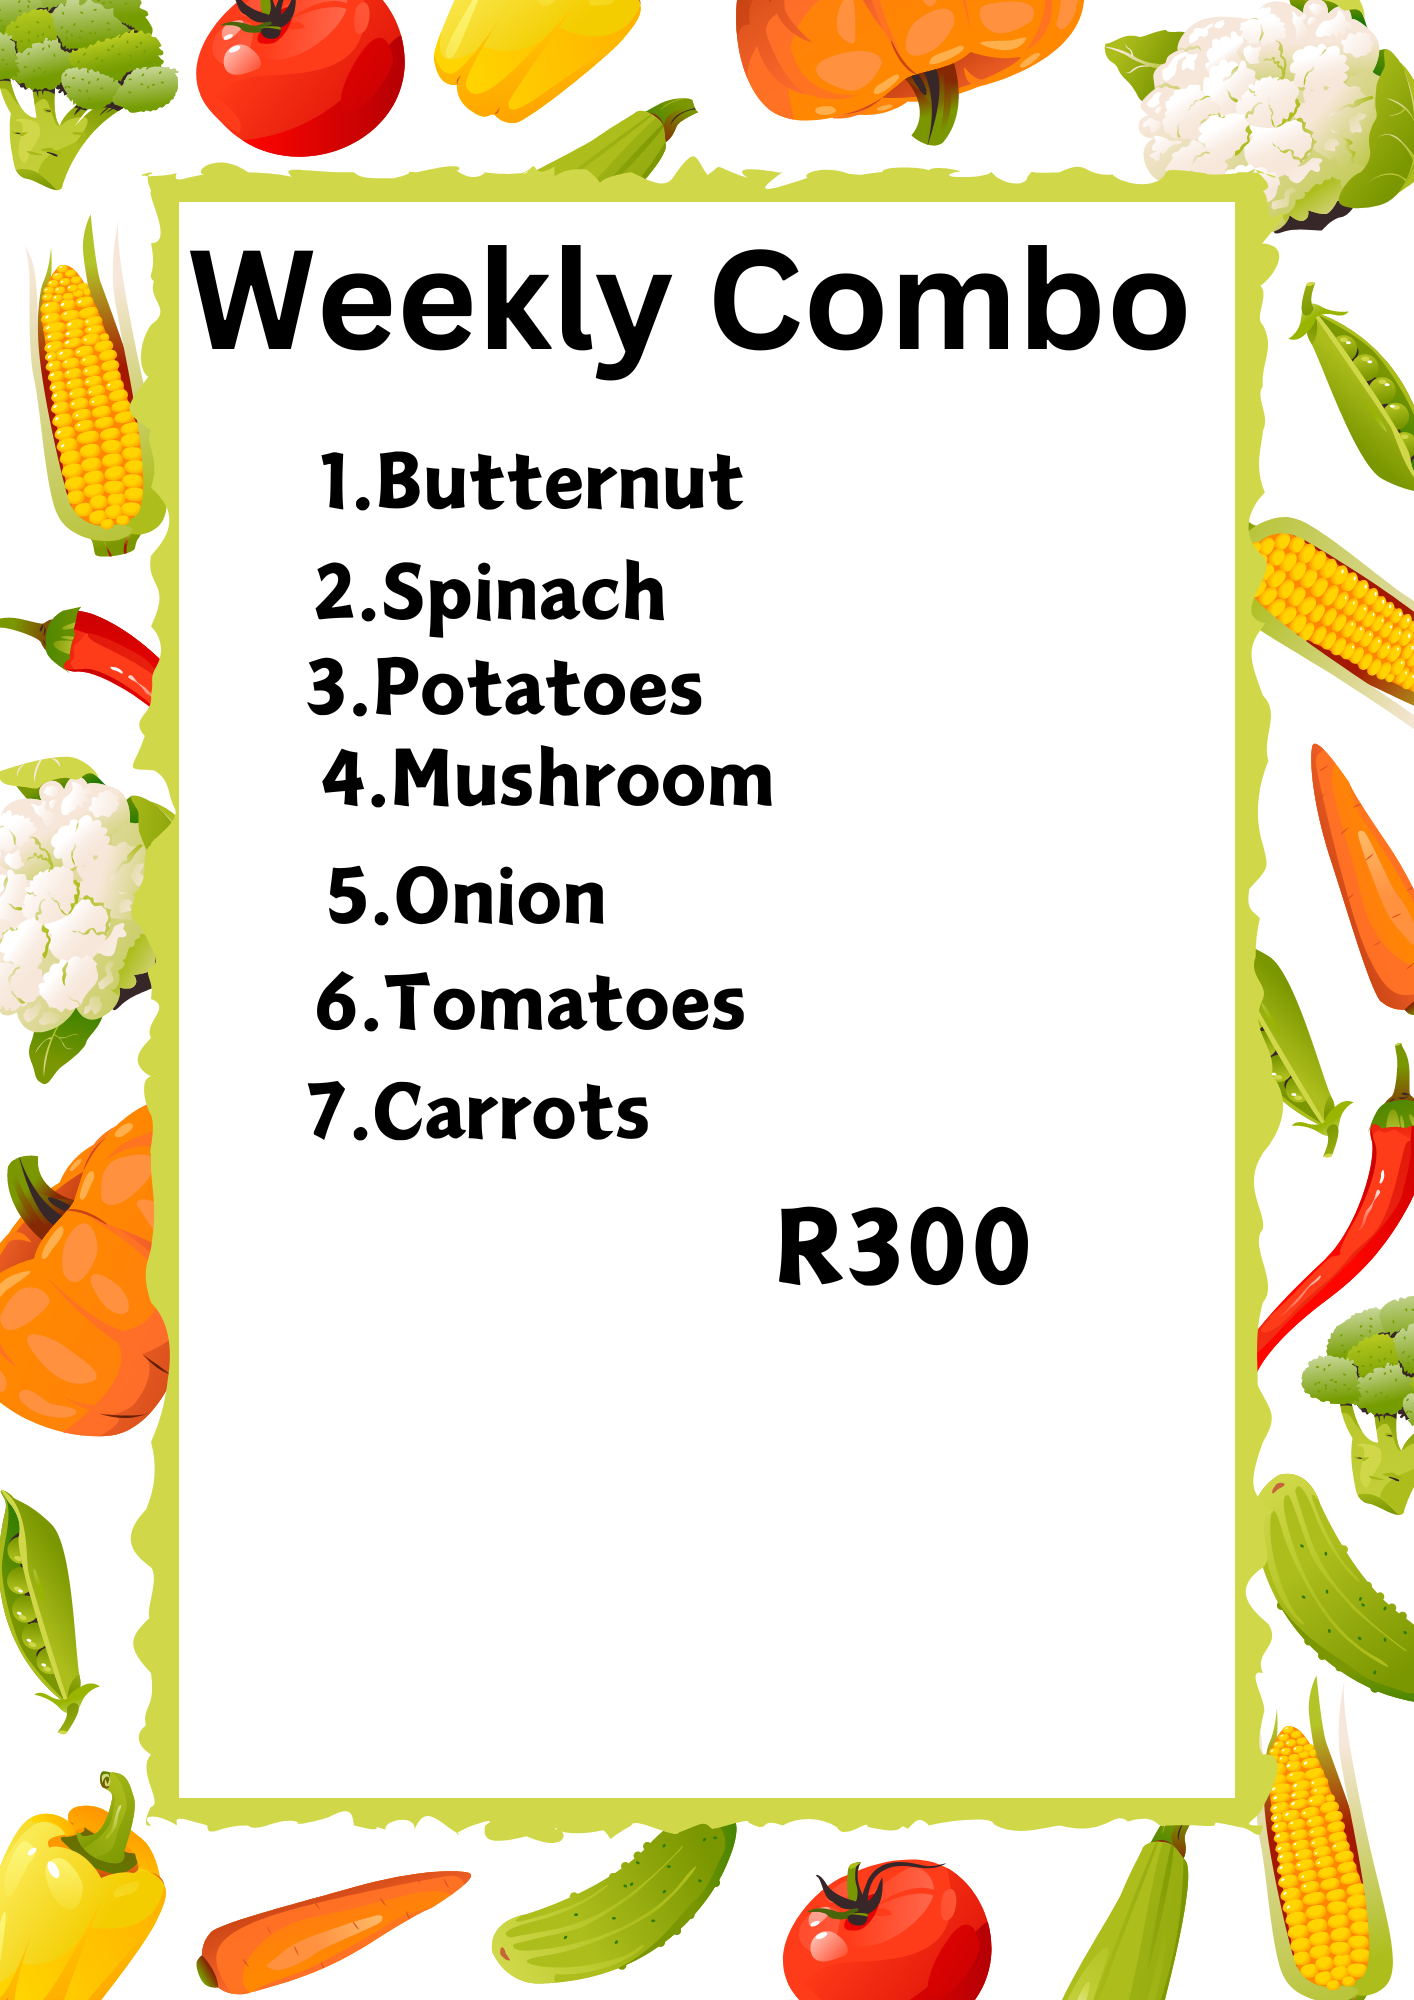 Weekly Combo
1.Butternut
2.Spinach
3.Potatoes
4.Mushroom
5.Onion
6.Tomatoes
7.Carrots
R300